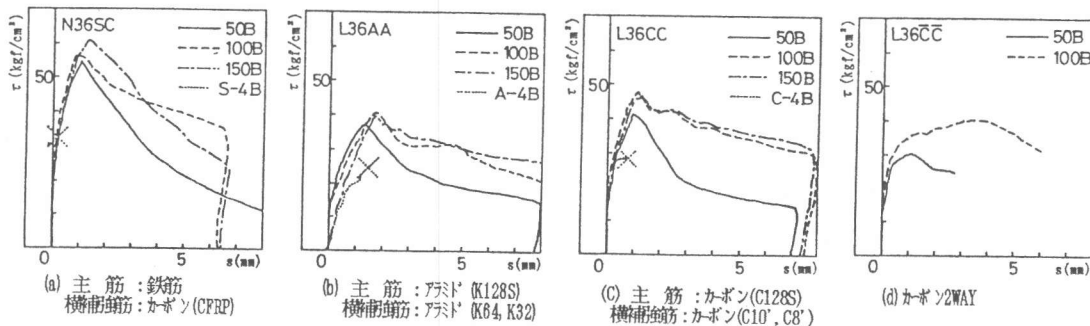 N36SC
50B
100B
150B
S-4B
τ (kgf/cm²)
50
0
5
s(mm)
(a) 主 筋 : 鉄筋
横補強筋 : カーボン(CFRP)
L36AA
50B
100B
150B
A-4B
τ (kgf/cm²)
50
0
5
s(mm)
(b) 主 筋 : アラミド(K128S)
横補強筋 : アラミド(K64, K32)
L36CC
50B
100B
150B
C-4B
τ (kgf/cm²)
50
0
5
s(mm)
(C) 主 筋 : カーボン(C128S)
横補強筋 : カーボン(C10', C8')
L36C̅C̅
50B
100B
τ (kgf/cm²)
50
0
5
s(mm)
(d) カーボン2WAY